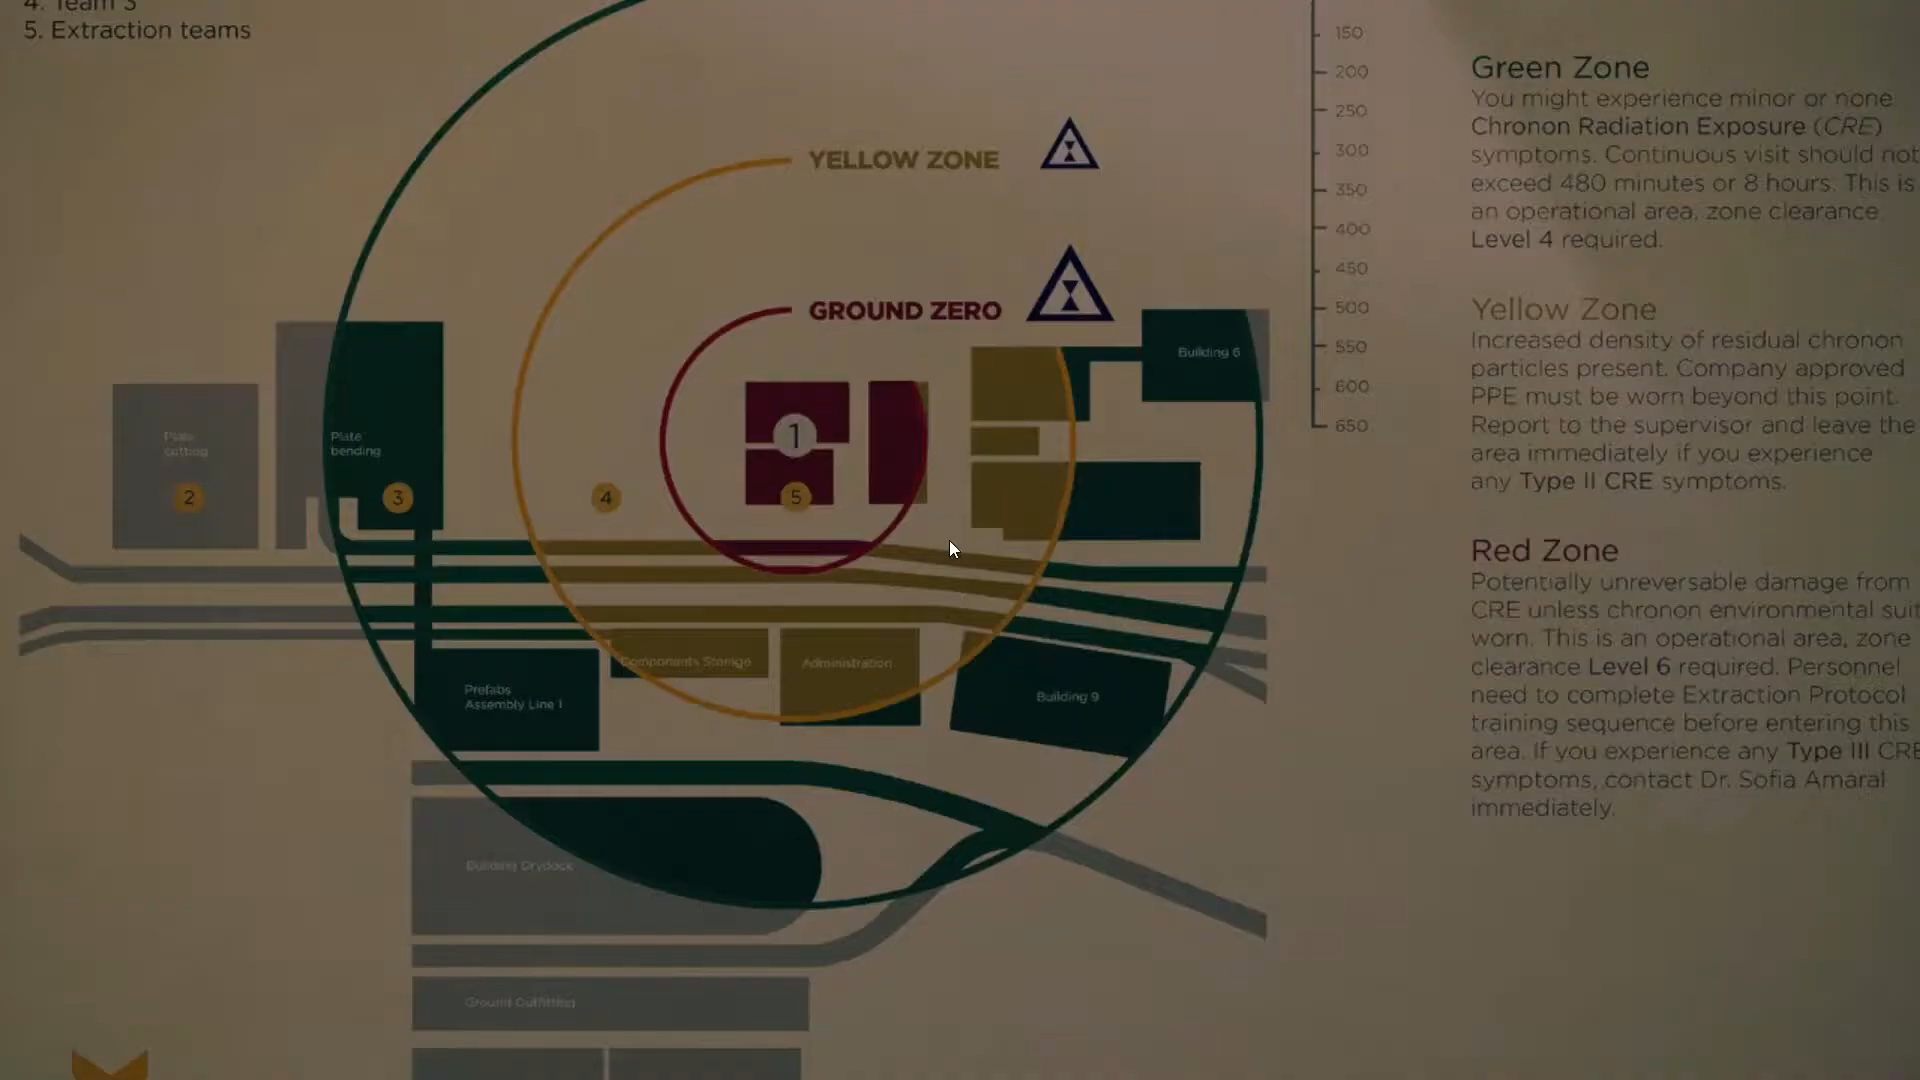 4. Team 3
5. Extraction teams
150
200
250
300
350
400
450
500
550
600
650
YELLOW ZONE
GROUND ZERO
Building 6
Plate
cutting
Plate
bending
1
2
3
4
5
Components Storage
Administration
Prefabs
Assembly Line 1
Building 9
Building Drydock
Ground Outfitting
Green Zone
You might experience minor or none
Chronon Radiation Exposure (CRE)
symptoms. Continuous visit should not
exceed 480 minutes or 8 hours. This is
an operational area, zone clearance
Level 4 required.
Yellow Zone
Increased density of residual chronon
particles present. Company approved
PPE must be worn beyond this point.
Report to the supervisor and leave the
area immediately if you experience
any Type II CRE symptoms.
Red Zone
Potentially unreversable damage from
CRE unless chronon environmental suit
worn. This is an operational area, zone
clearance Level 6 required. Personnel
need to complete Extraction Protocol
training sequence before entering this
area. If you experience any Type III CRE
symptoms, contact Dr. Sofia Amaral
immediately.